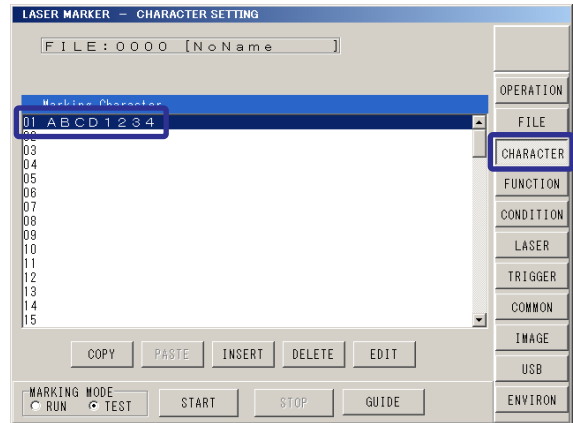 LASER MARKER － CHARACTER SETTING
FILE:0000 [NoName ]
Marking Character
01 ABCD1234
02
03
04
05
06
07
08
09
10
11
12
13
14
15
COPY PASTE INSERT DELETE EDIT
MARKING MODE
RUN TEST START STOP GUIDE
OPERATION
FILE
CHARACTER
FUNCTION
CONDITION
LASER
TRIGGER
COMMON
IMAGE
USB
ENVIRON